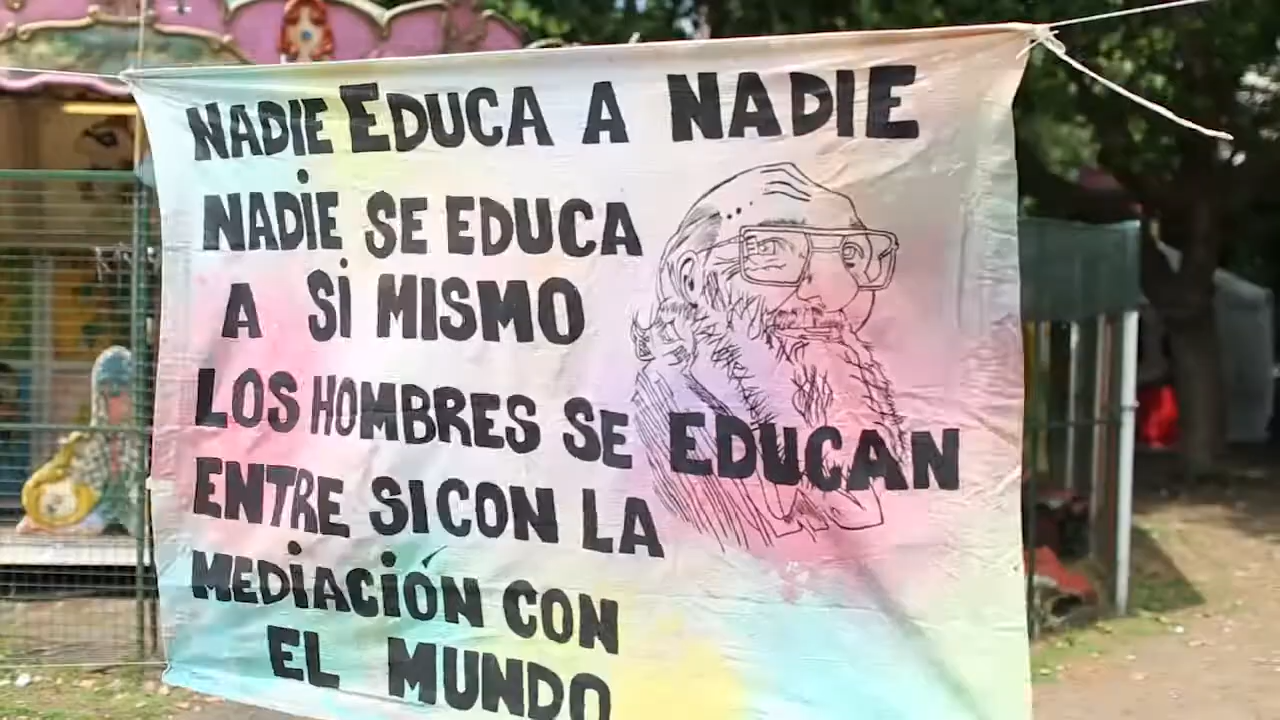 NADIE EDUCA A NADIE
NADIE SE EDUCA
A SI MISMO
LOS HOMBRES SE EDUCAN
ENTRE SI CON LA
MEDIACIÓN CON
EL MUNDO